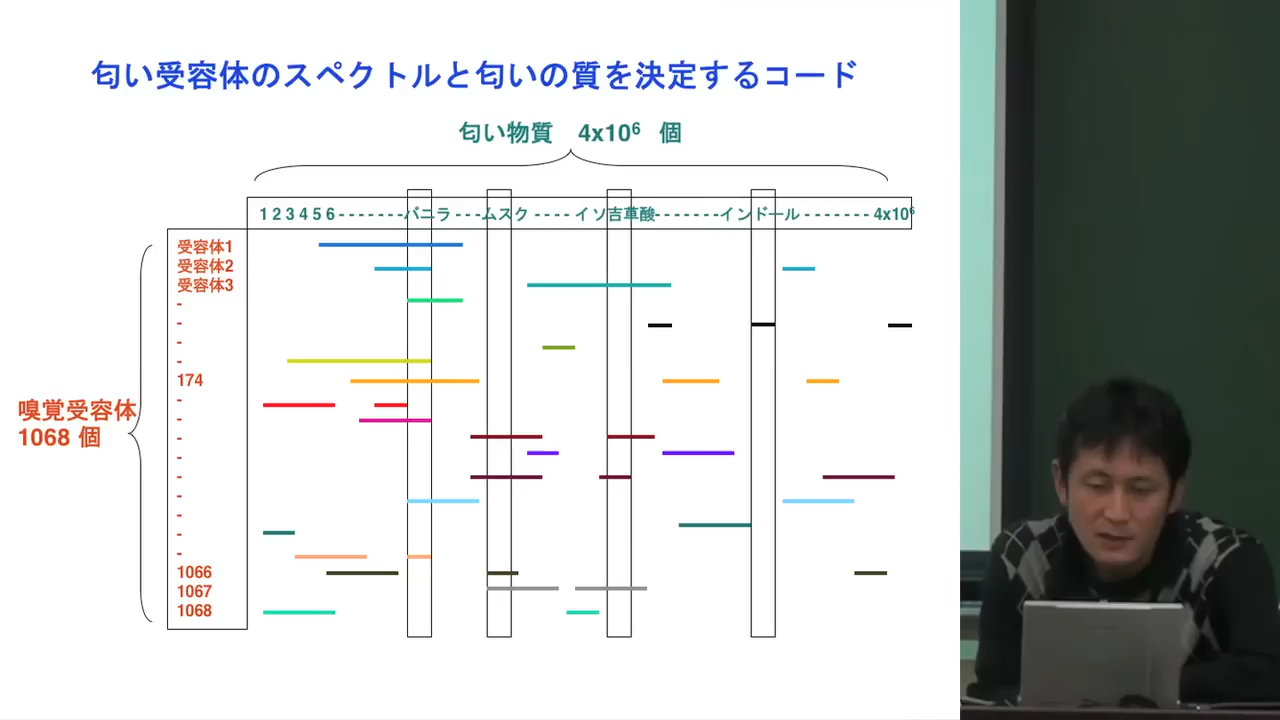 匂い受容体のスペクトルと匂いの質を決定するコード
匂い物質 4x10⁶ 個
1 2 3 4 5 6 - - - - - - - バニラ - - - ムスク - - - - イソ吉草酸 - - - - - - - インドール - - - - - - - 4x10⁶
受容体1
受容体2
受容体3
-
-
-
-
174
-
-
-
-
-
-
-
-
-
1066
1067
1068
嗅覚受容体
1068 個